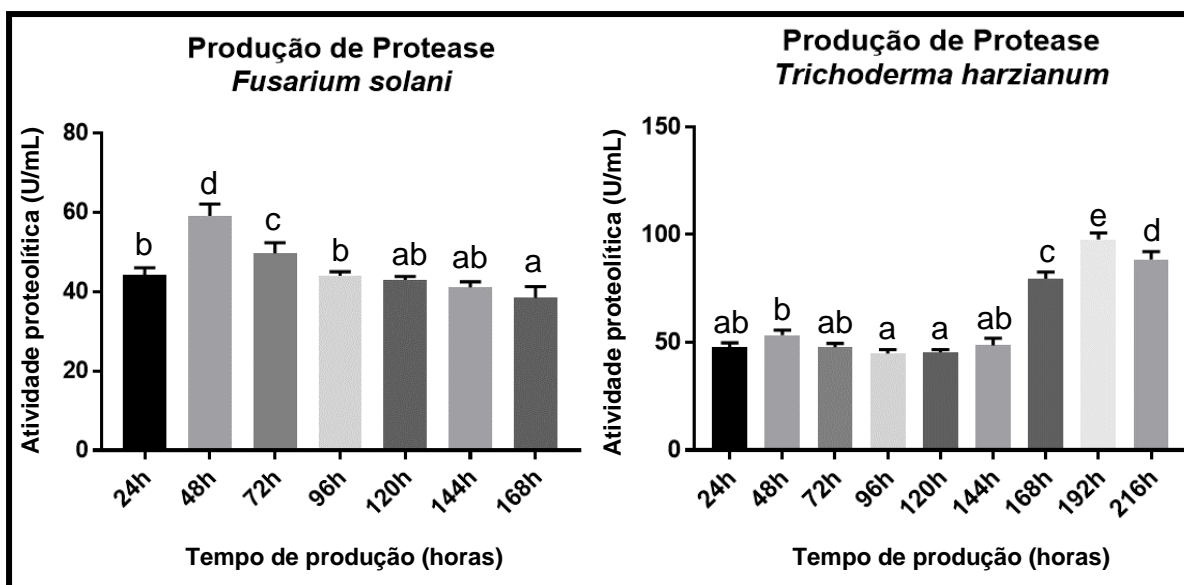 Produção de Protease
Fusarium solani
Atividade proteolítica (U/mL)
80
60
40
20
0
b
d
c
b
ab
ab
a
24h
48h
72h
96h
120h
144h
168h
Tempo de produção (horas)
Produção de Protease
Trichoderma harzianum
Atividade proteolítica (U/mL)
150
100
50
0
ab
b
ab
a
a
ab
c
e
d
24h
48h
72h
96h
120h
144h
168h
192h
216h
Tempo de produção (horas)